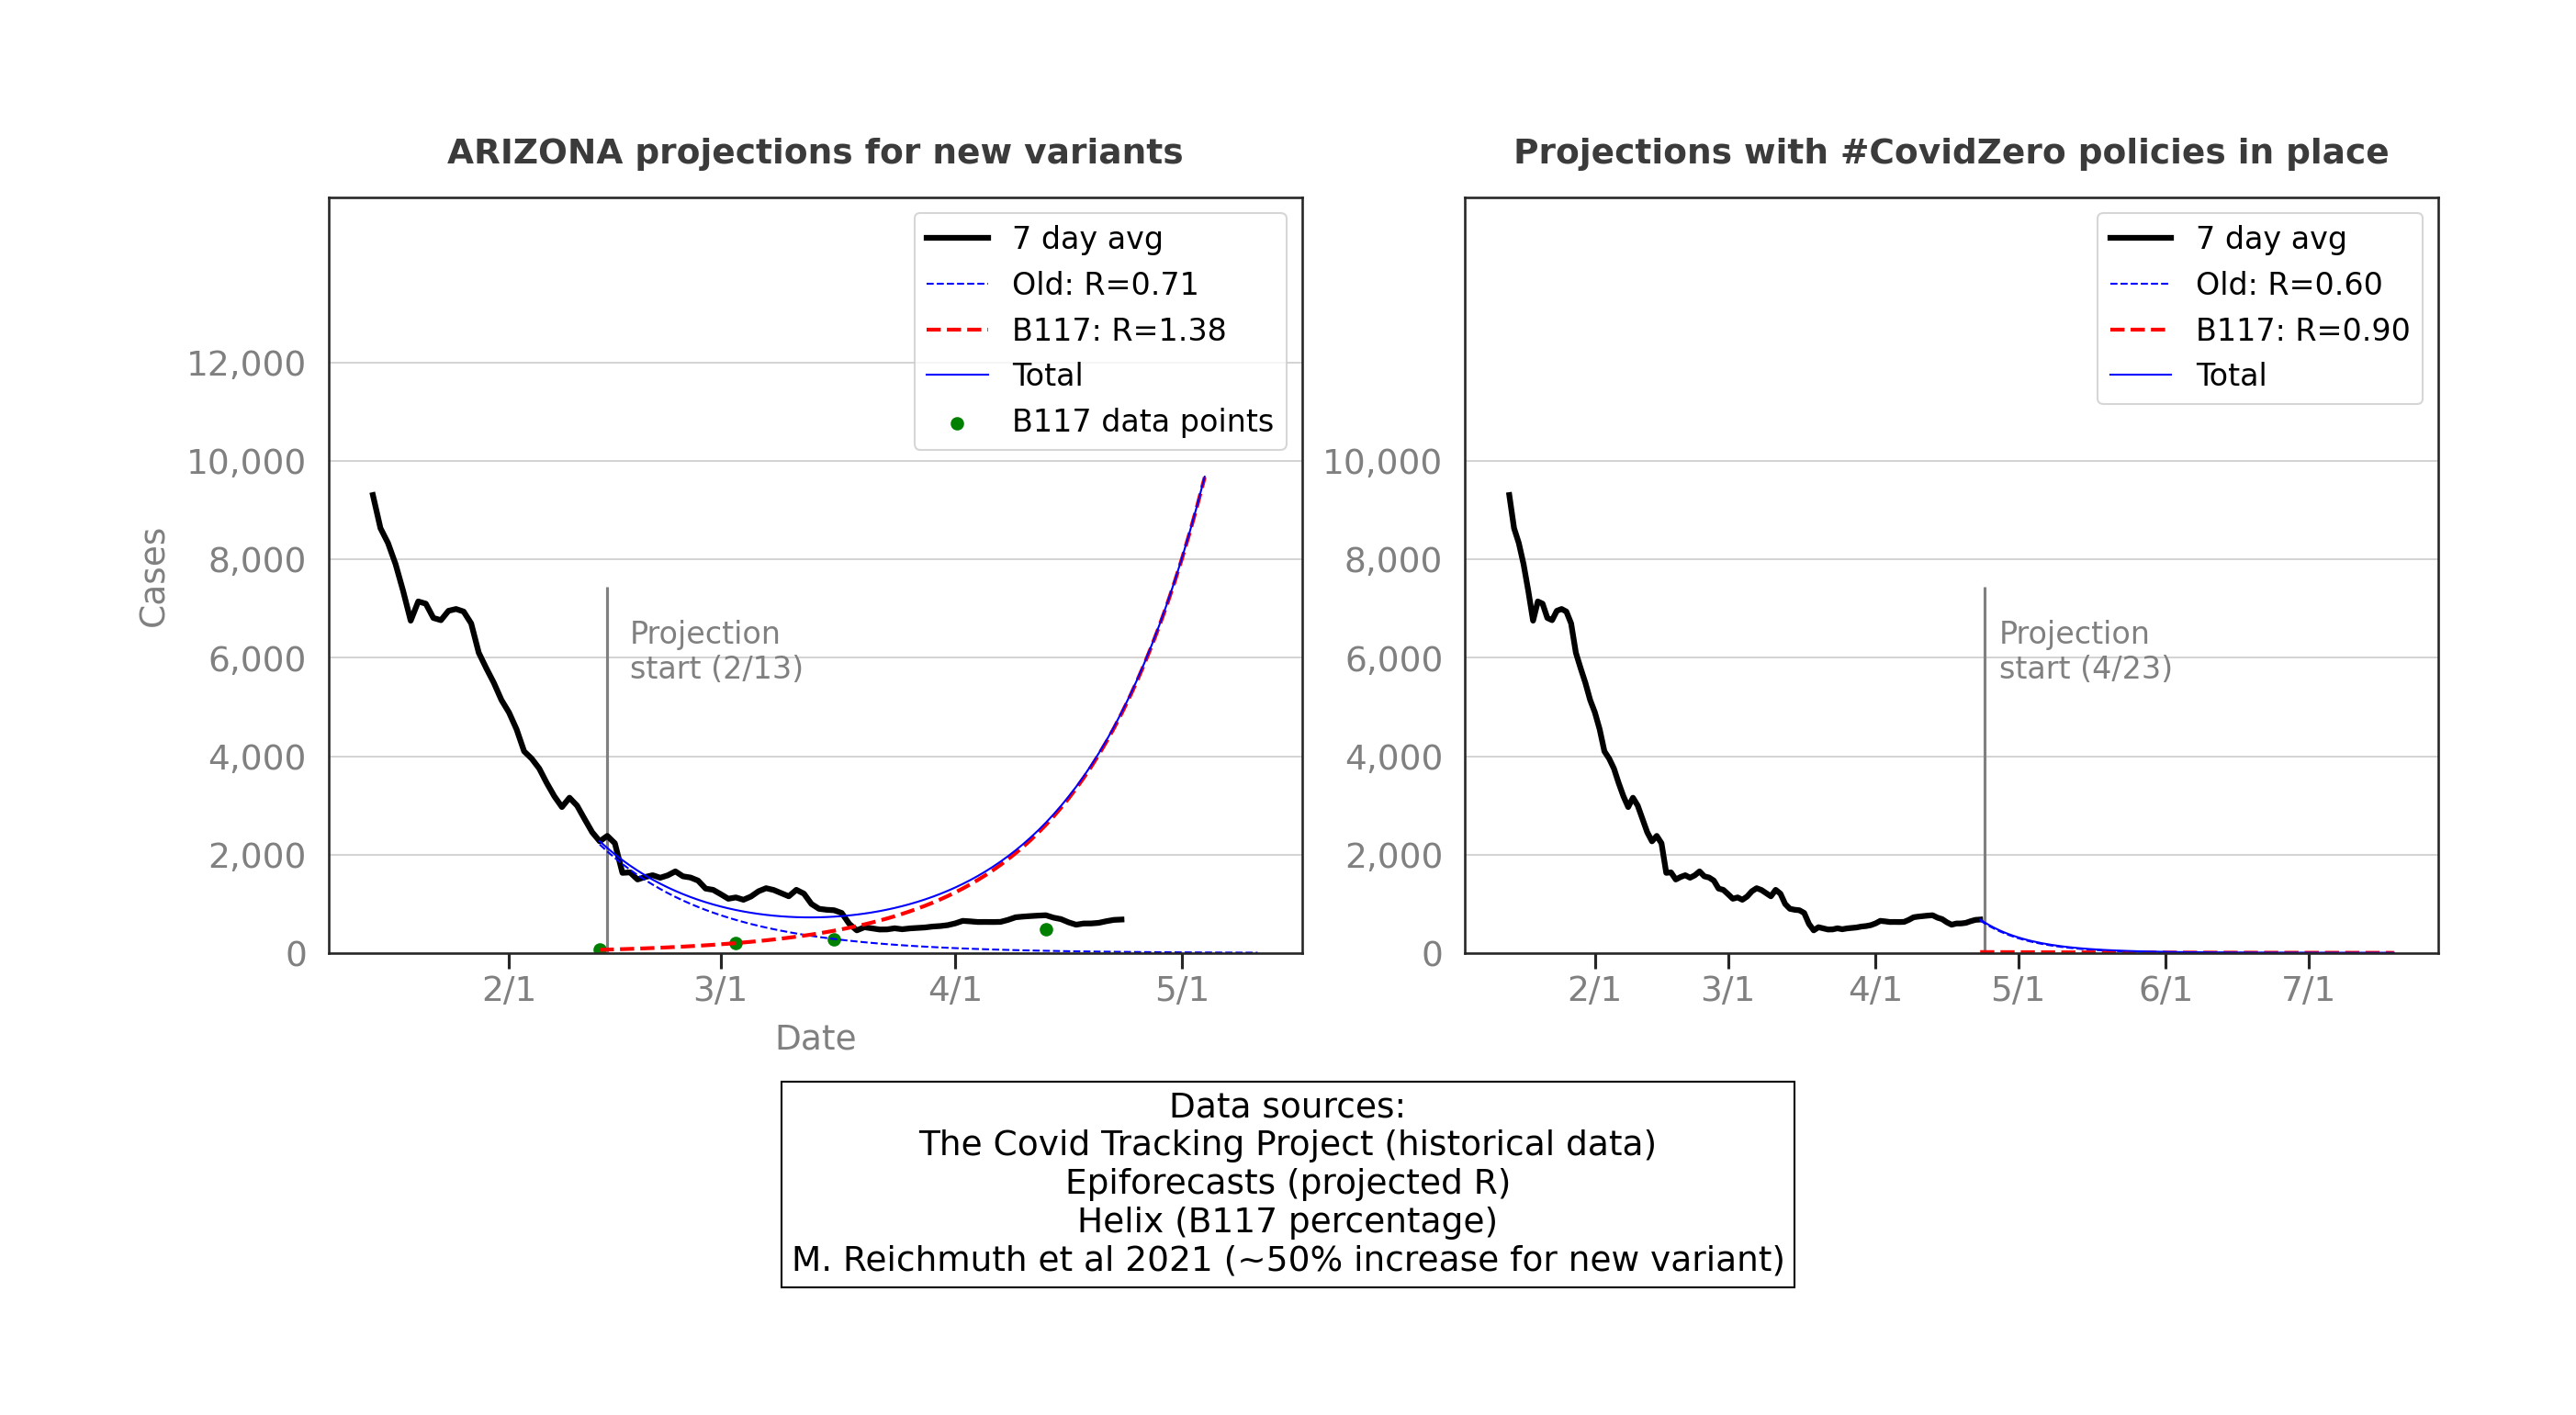 ARIZONA projections for new variants
7 day avg
Old: R=0.71
B117: R=1.38
Total
B117 data points
12,000
10,000
8,000
6,000
4,000
2,000
0
Cases
Projection
start (2/13)
2/1
3/1
4/1
5/1
Date
Projections with #CovidZero policies in place
7 day avg
Old: R=0.60
B117: R=0.90
Total
10,000
8,000
6,000
4,000
2,000
0
Projection
start (4/23)
2/1
3/1
4/1
5/1
6/1
7/1
Data sources:
The Covid Tracking Project (historical data)
Epiforecasts (projected R)
Helix (B117 percentage)
M. Reichmuth et al 2021 (~50% increase for new variant)